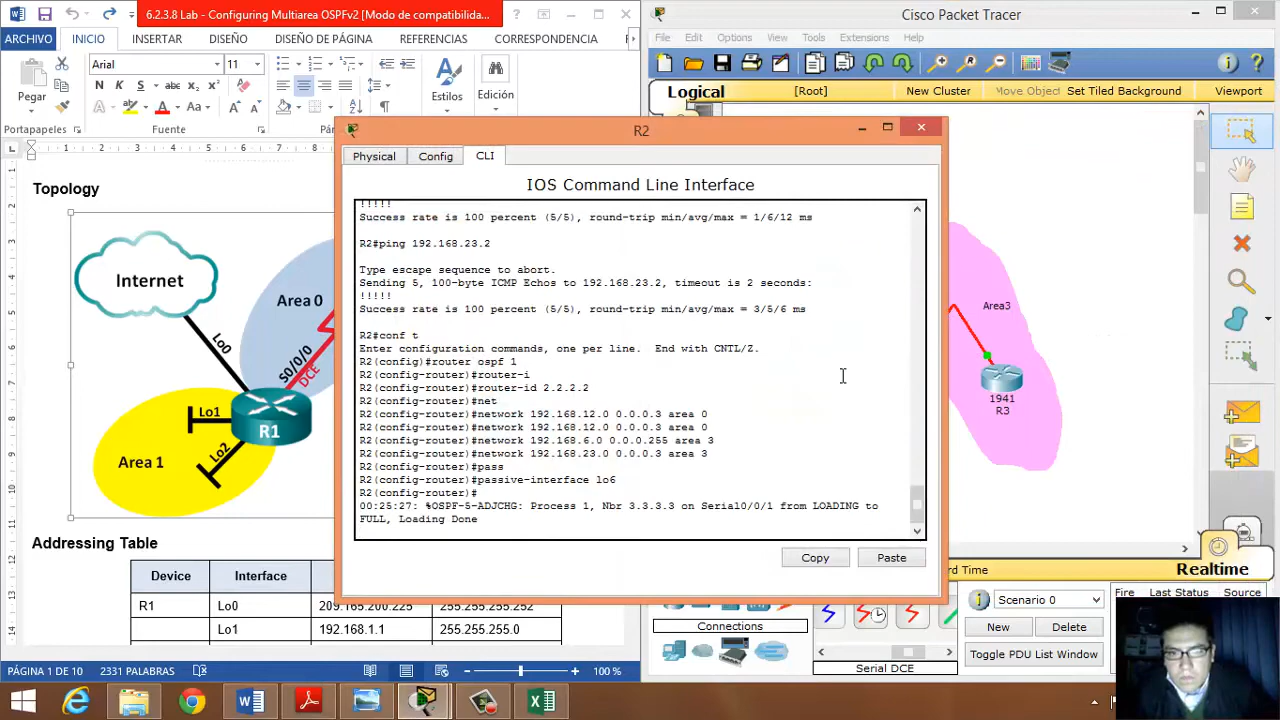 6.2.3.8 Lab - Configuring Multiarea OSPFv2 [Modo de compatibilida...
ARCHIVO INICIO INSERTAR DISEÑO DISEÑO DE PÁGINA REFERENCIAS CORRESPONDENCIA
Arial 11
Pegar
N K S abc x₂ x²
A Aa A A
Estilos
Edición
Portapapeles Fuente
Topology
Internet
Area 0
Lo0
S0/0/0
DCE
Lo1
R1
Lo2
Area 1
Addressing Table
Device Interface
R1 Lo0 209.165.200.225 255.255.255.252
Lo1 192.168.1.1 255.255.255.0
PÁGINA 1 DE 10 2331 PALABRAS 100 %
Cisco Packet Tracer
File Edit Options View Tools Extensions Help
Logical [Root] New Cluster Move Object Set Tiled Background Viewport
R2
Physical Config CLI
IOS Command Line Interface
!!!!!
Success rate is 100 percent (5/5), round-trip min/avg/max = 1/6/12 ms
R2#ping 192.168.23.2
Type escape sequence to abort.
Sending 5, 100-byte ICMP Echos to 192.168.23.2, timeout is 2 seconds:
!!!!!
Success rate is 100 percent (5/5), round-trip min/avg/max = 3/5/6 ms
R2#conf t
Enter configuration commands, one per line.  End with CNTL/Z.
R2(config)#router ospf 1
R2(config-router)#router-i
R2(config-router)#router-id 2.2.2.2
R2(config-router)#net
R2(config-router)#network 192.168.12.0 0.0.0.3 area 0
R2(config-router)#network 192.168.12.0 0.0.0.3 area 0
R2(config-router)#network 192.168.6.0 0.0.0.255 area 3
R2(config-router)#network 192.168.23.0 0.0.0.3 area 3
R2(config-router)#pass
R2(config-router)#passive-interface lo6
R2(config-router)#
00:25:27: %OSPF-5-ADJCHG: Process 1, Nbr 3.3.3.3 on Serial0/0/1 from LOADING to
FULL, Loading Done
Copy Paste
Area3
1941
R3
Realtime
Connections
Serial DCE
Scenario 0
New Delete
Toggle PDU List Window
Fire Last Status Source